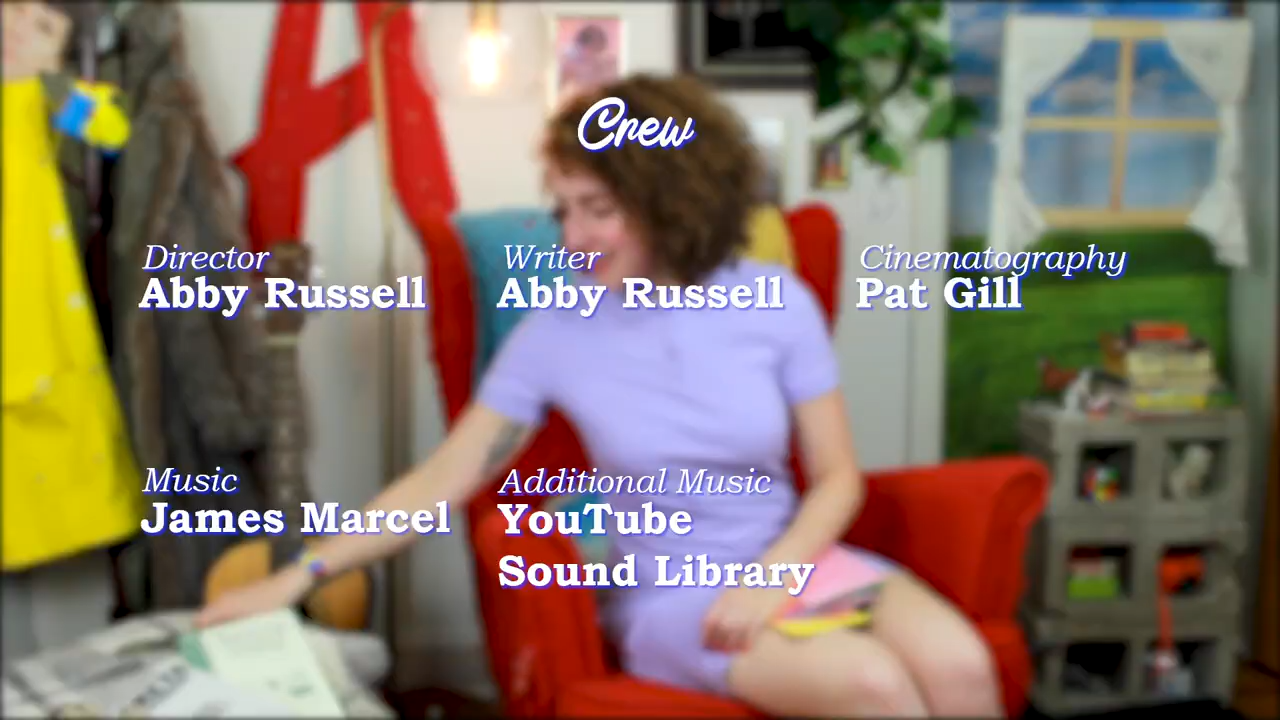 Crew
Director
Abby Russell
Writer
Abby Russell
Cinematography
Pat Gill
Music
James Marcel
Additional Music
YouTube
Sound Library